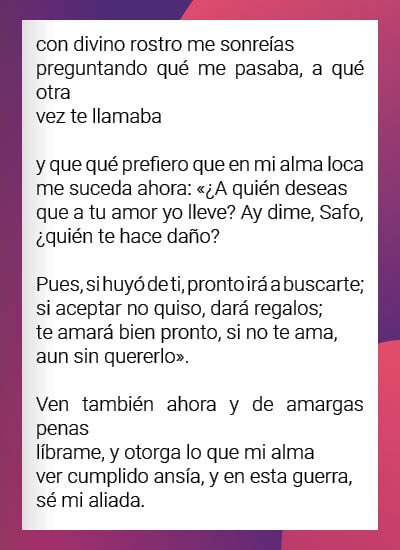 con divino rostro me sonreías
preguntando qué me pasaba, a qué
otra
vez te llamaba
y que qué prefiero que en mi alma loca
me suceda ahora: «¿A quién deseas
que a tu amor yo lleve? Ay dime, Safo,
¿quién te hace daño?
Pues, si huyó de ti, pronto irá a buscarte;
si aceptar no quiso, dará regalos;
te amará bien pronto, si no te ama,
aun sin quererlo».
Ven también ahora y de amargas
penas
líbrame, y otorga lo que mi alma
ver cumplido ansía, y en esta guerra,
sé mi aliada.